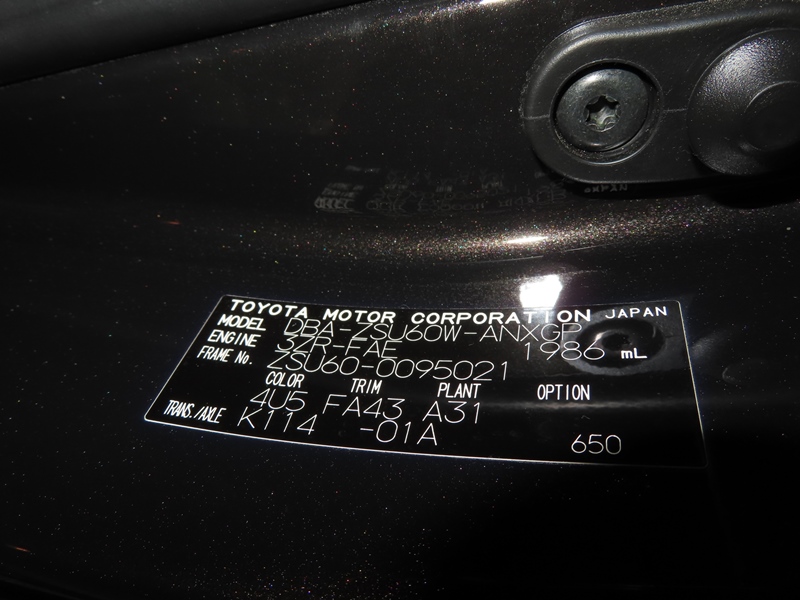 TOYOTA MOTOR CORPORATION JAPAN
MODEL DBA-ZSU60W-ANXGP
ENGINE 3ZR-FAE 1986 mL
FRAME No. ZSU60-0095021
COLOR TRIM PLANT OPTION
4U5 FA43 A31
TRANS./AXLE K114 -01A 650